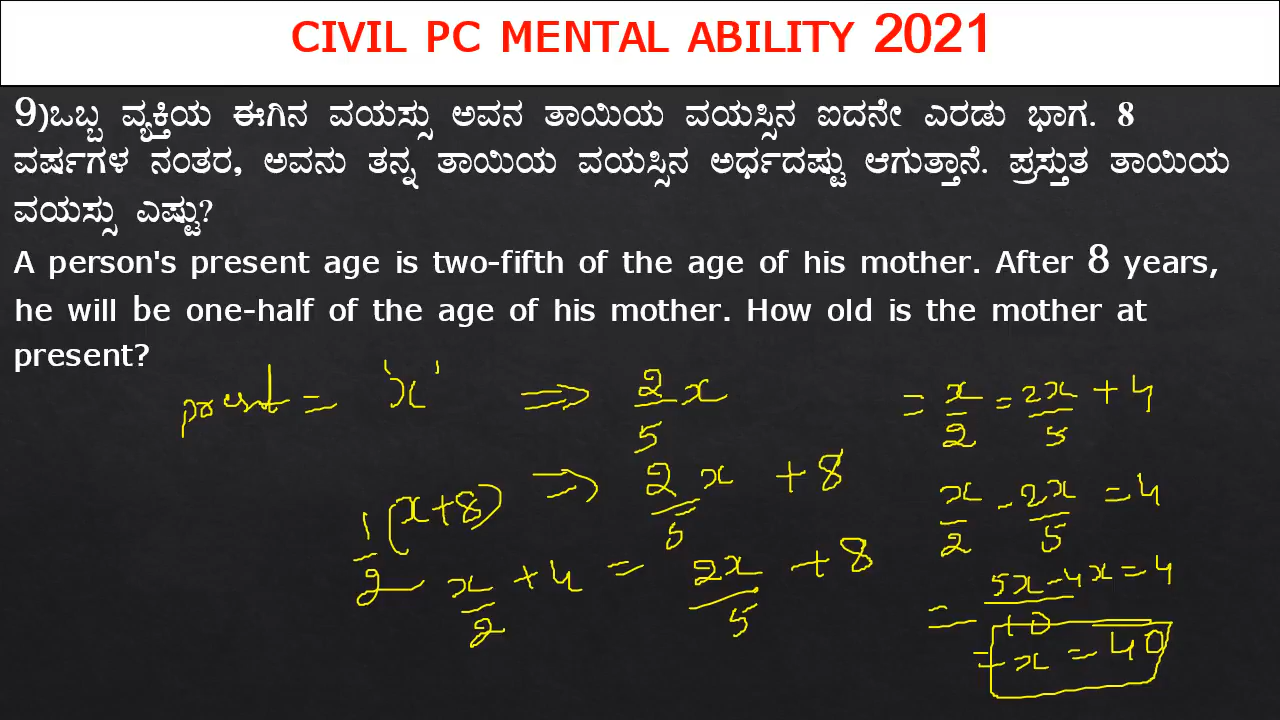 CIVIL PC MENTAL ABILITY 2021
9)ಒಬ್ಬ ವ್ಯಕ್ತಿಯ ಈಗಿನ ವಯಸ್ಸು ಅವನ ತಾಯಿಯ ವಯಸ್ಸಿನ ಐದನೇ ಎರಡು ಭಾಗ. 8
ವರ್ಷಗಳ ನಂತರ, ಅವನು ತನ್ನ ತಾಯಿಯ ವಯಸ್ಸಿನ ಅರ್ಧದಷ್ಟು ಆಗುತ್ತಾನೆ. ಪ್ರಸ್ತುತ ತಾಯಿಯ
ವಯಸ್ಸು ಎಷ್ಟು?
A person's present age is two-fifth of the age of his mother. After 8 years,
he will be one-half of the age of his mother. How old is the mother at
present?
present = 'x' ⇒ 2/5 x
1/2 (x+8) ⇒ 2/5 x + 8
x/2 + 4 = 2x/5 + 8
= x/2 = 2x/5 + 4
x/2 - 2x/5 = 4
= 5x-4x/10 = 4
= x = 40